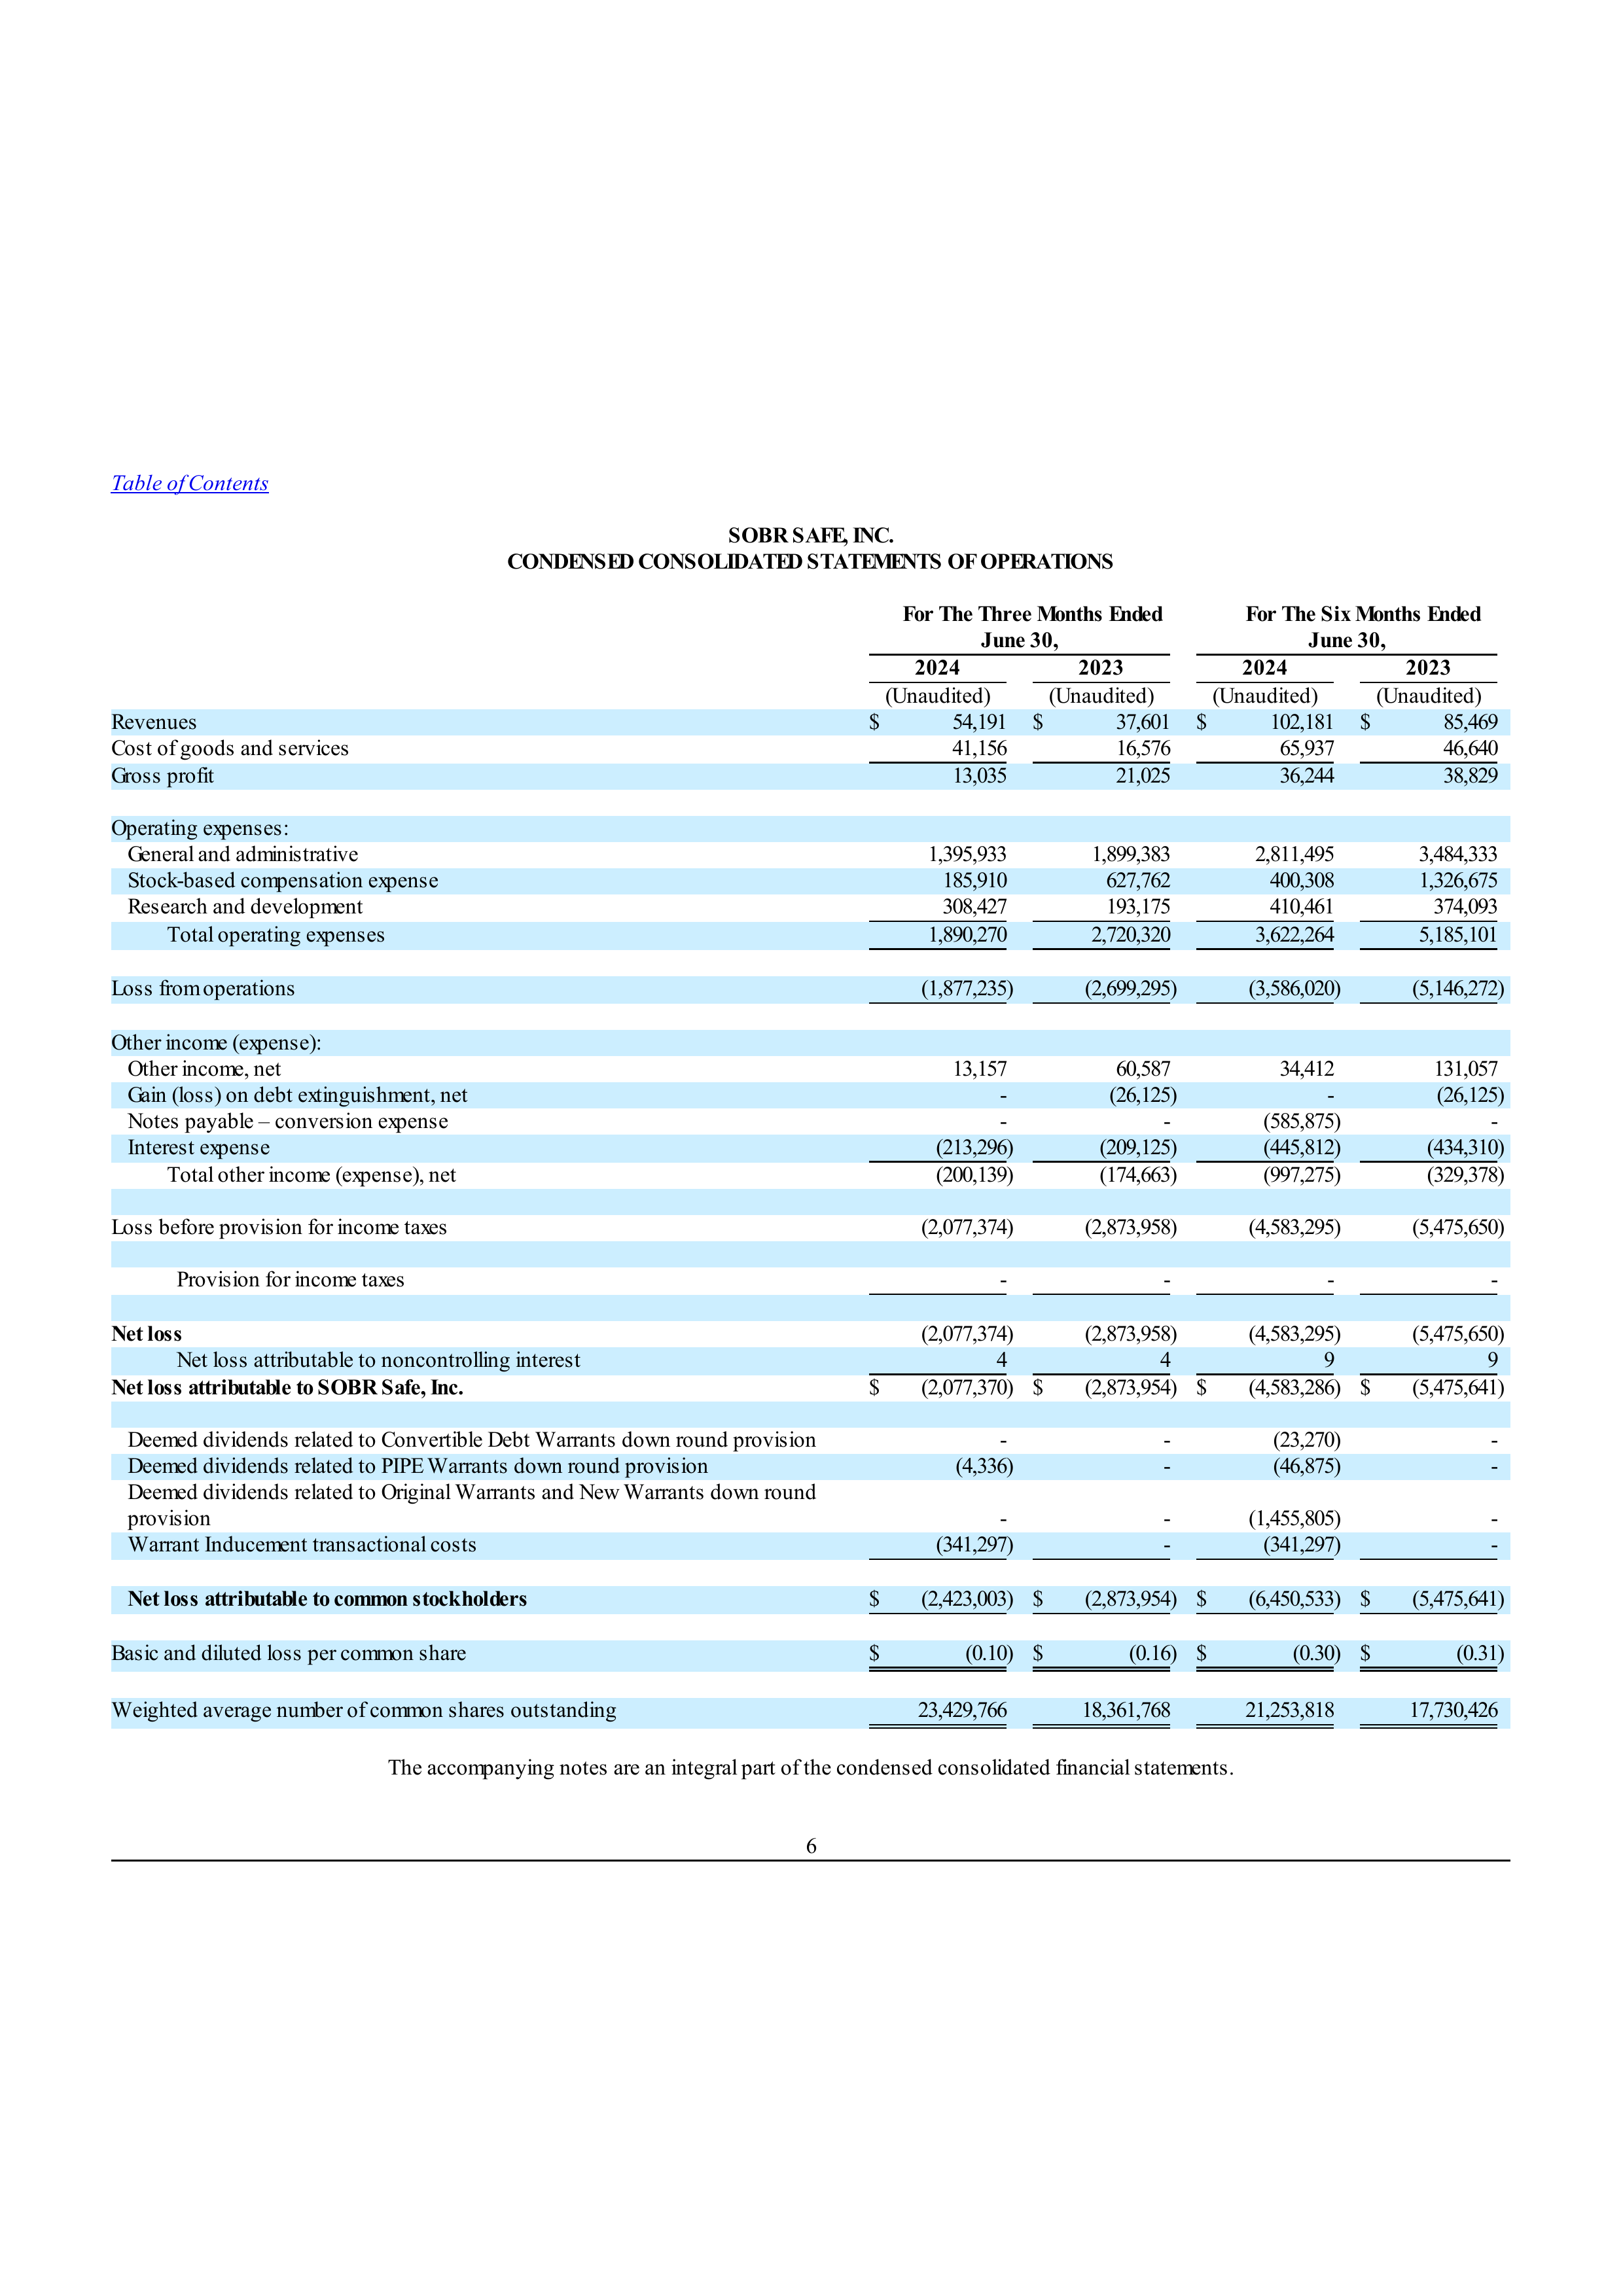 Table of Contents
SOBR SAFE, INC.
CONDENSED CONSOLIDATED STATEMENTS OF OPERATIONS
For The Three Months Ended For The Six Months Ended
June 30, June 30,
2024 2023 2024 2023
(Unaudited) (Unaudited) (Unaudited) (Unaudited)
Revenues $ 54,191 $ 37,601 $ 102,181 $ 85,469
Cost of goods and services 41,156 16,576 65,937 46,640
Gross profit 13,035 21,025 36,244 38,829
Operating expenses:
General and administrative 1,395,933 1,899,383 2,811,495 3,484,333
Stock-based compensation expense 185,910 627,762 400,308 1,326,675
Research and development 308,427 193,175 410,461 374,093
Total operating expenses 1,890,270 2,720,320 3,622,264 5,185,101
Loss from operations (1,877,235) (2,699,295) (3,586,020) (5,146,272)
Other income (expense):
Other income, net 13,157 60,587 34,412 131,057
Gain (loss) on debt extinguishment, net - (26,125) - (26,125)
Notes payable – conversion expense - - (585,875) -
Interest expense (213,296) (209,125) (445,812) (434,310)
Total other income (expense), net (200,139) (174,663) (997,275) (329,378)
Loss before provision for income taxes (2,077,374) (2,873,958) (4,583,295) (5,475,650)
Provision for income taxes - - - -
Net loss (2,077,374) (2,873,958) (4,583,295) (5,475,650)
Net loss attributable to noncontrolling interest 4 4 9 9
Net loss attributable to SOBR Safe, Inc. $ (2,077,370) $ (2,873,954) $ (4,583,286) $ (5,475,641)
Deemed dividends related to Convertible Debt Warrants down round provision - - (23,270) -
Deemed dividends related to PIPE Warrants down round provision (4,336) - (46,875) -
Deemed dividends related to Original Warrants and New Warrants down round
provision - - (1,455,805) -
Warrant Inducement transactional costs (341,297) - (341,297) -
Net loss attributable to common stockholders $ (2,423,003) $ (2,873,954) $ (6,450,533) $ (5,475,641)
Basic and diluted loss per common share $ (0.10) $ (0.16) $ (0.30) $ (0.31)
Weighted average number of common shares outstanding 23,429,766 18,361,768 21,253,818 17,730,426
The accompanying notes are an integral part of the condensed consolidated financial statements.
6